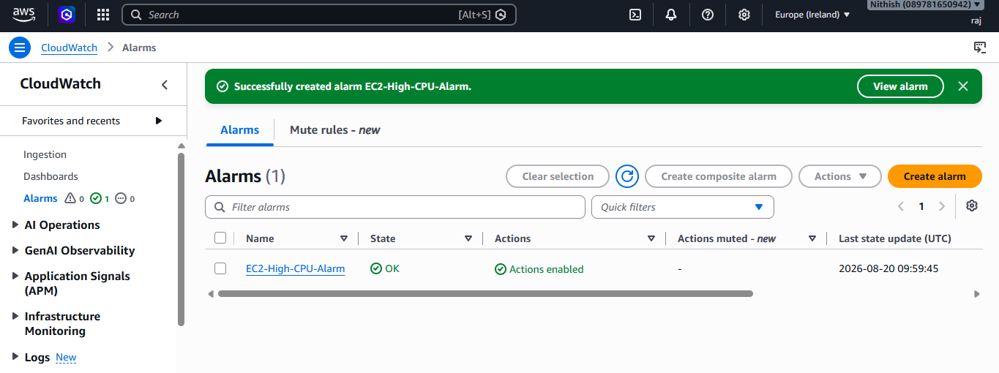 aws
Search
[Alt+S]
Europe (Ireland)
Nithish (089781650942)
raj
CloudWatch
Alarms
CloudWatch
Favorites and recents
Ingestion
Dashboards
Alarms 0 1 0
AI Operations
GenAI Observability
Application Signals
(APM)
Infrastructure
Monitoring
Logs New
Successfully created alarm EC2-High-CPU-Alarm.
View alarm
Alarms
Mute rules - new
Alarms (1)
Clear selection
Create composite alarm
Actions
Create alarm
Filter alarms
Quick filters
1
Name State Actions Actions muted - new Last state update (UTC)
EC2-High-CPU-Alarm OK Actions enabled - 2026-08-20 09:59:45